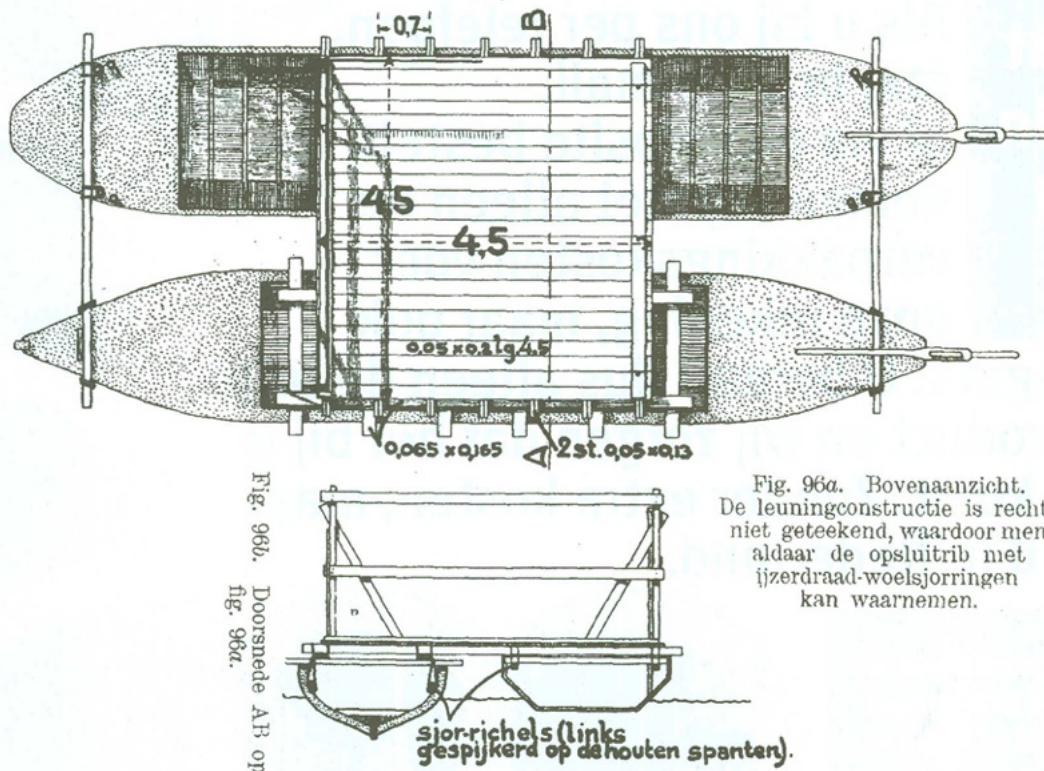 0,7
B
4,5
4,5
0,05 x 0.2 lg 4.5
0,065 x 0,165
A
2 st. 0,05 x 0,13
Fig. 96a. Bovenaanzicht.
De leuningconstructie is recht
niet geteekend, waardoor men
aldaar de opsluitrib met
ijzerdraad-woelsjorringen
kan waarnemen.
Fig. 96b. Doorsnede AB op
fig. 96a.
sjor-richels (links
gespijkerd op de houten spanten).